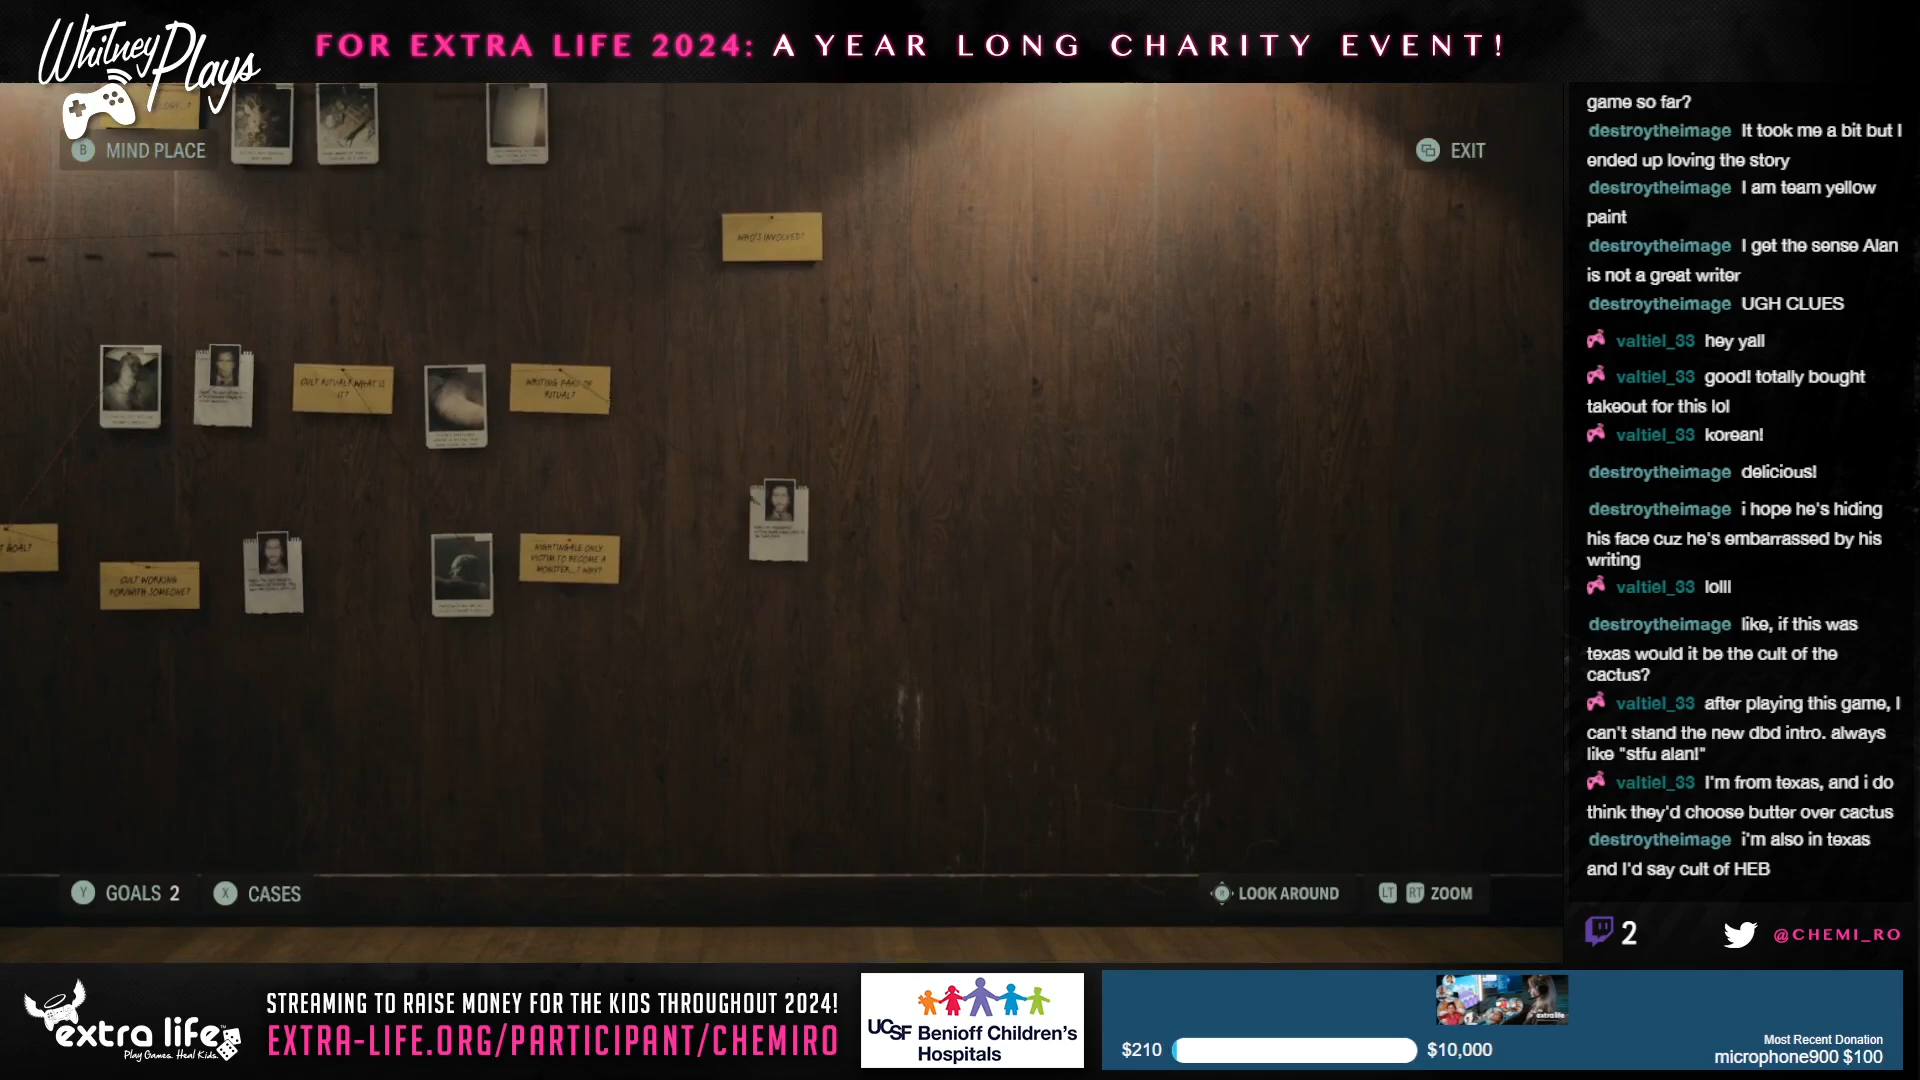 Whitney Plays
FOR EXTRA LIFE 2024: A YEAR LONG CHARITY EVENT!
B MIND PLACE
EXIT
WHO'S INVOLVED?
CULT RITUAL? WHAT IS
IT?
WRITING PART OF
RITUAL?
GOAL?
CULT WORKING
FOR/WITH SOMEONE?
NIGHTINGALE ONLY
VICTIM TO BECOME A
MONSTER...? WHY?
Y GOALS 2 X CASES
R LOOK AROUND LT RT ZOOM
game so far?
destroytheimage It took me a bit but I
ended up loving the story
destroytheimage I am team yellow
paint
destroytheimage I get the sense Alan
is not a great writer
destroytheimage UGH CLUES
valtiel_33 hey yall
valtiel_33 good! totally bought
takeout for this lol
valtiel_33 korean!
destroytheimage delicious!
destroytheimage i hope he's hiding
his face cuz he's embarrassed by his
writing
valtiel_33 lolll
destroytheimage like, if this was
texas would it be the cult of the
cactus?
valtiel_33 after playing this game, I
can't stand the new dbd intro. always
like "stfu alan!"
valtiel_33 I'm from texas, and i do
think they'd choose butter over cactus
destroytheimage i'm also in texas
and I'd say cult of HEB
2
@CHEMI_RO
extra life
Play Games. Heal Kids.
STREAMING TO RAISE MONEY FOR THE KIDS THROUGHOUT 2024!
EXTRA-LIFE.ORG/PARTICIPANT/CHEMIRO
UCSF Benioff Children's
Hospitals
$210
$10,000
extra life
Most Recent Donation
microphone900 $100